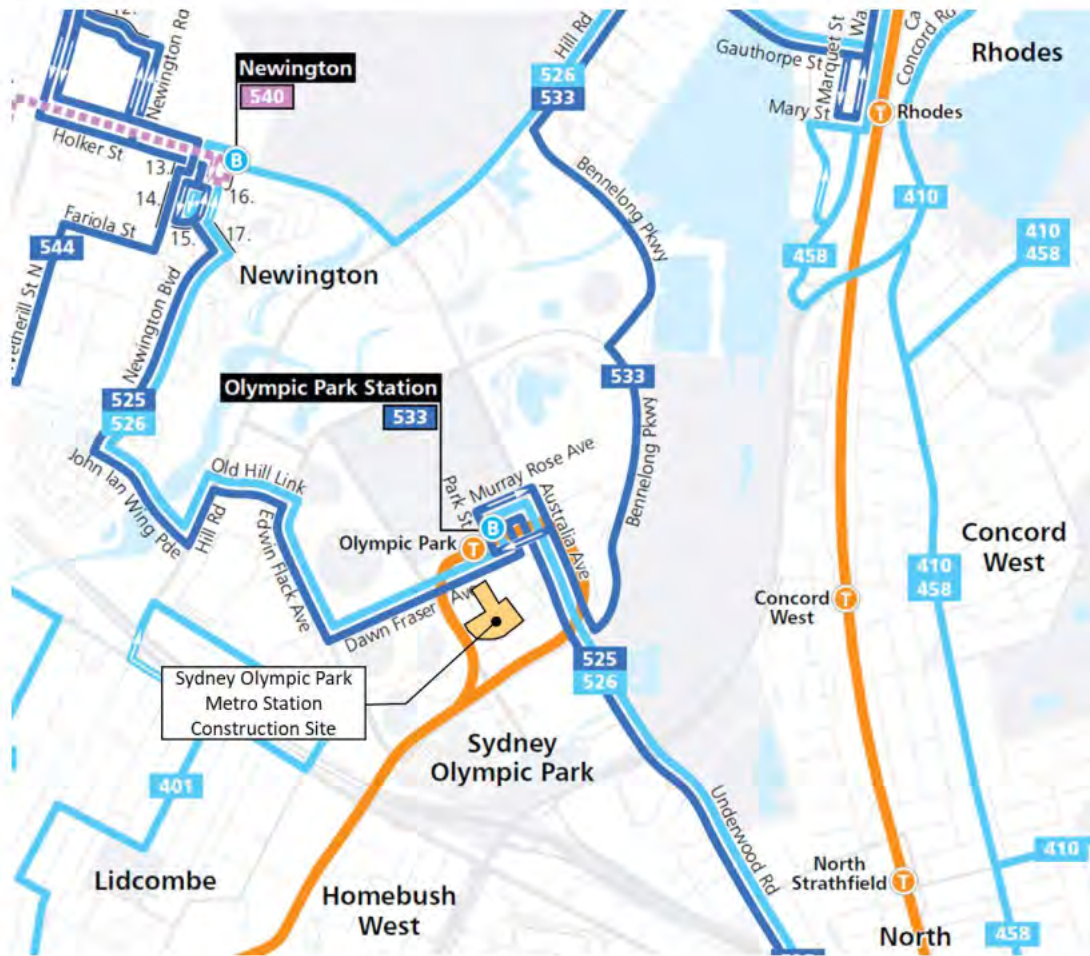 12.
Newington Rd
Newington
540
Hill Rd
526
533
Gauthorpe St
Marquet St
Concord Rd
Rhodes
Mary St
T
Rhodes
Holker St
13.
B
14.
16.
15.
17.
Fariola St
544
Newington
Bennelong Pkwy
410
458
410
458
Netherill St N
Newington Bvd
525
526
Olympic Park Station
533
533
Bennelong Pkwy
John Ian Wing Pde
Hill Rd
Old Hill Link
Edwin Flack Ave
Park St
Murray Rose Ave
Australia Ave
B
Olympic Park
T
Dawn Fraser Ave
Concord
West
410
458
Concord
West
T
Sydney Olympic Park
Metro Station
Construction Site
525
526
Sydney
Olympic Park
401
Underwood Rd
Lidcombe
Homebush
West
North
Strathfield
T
410
458
North